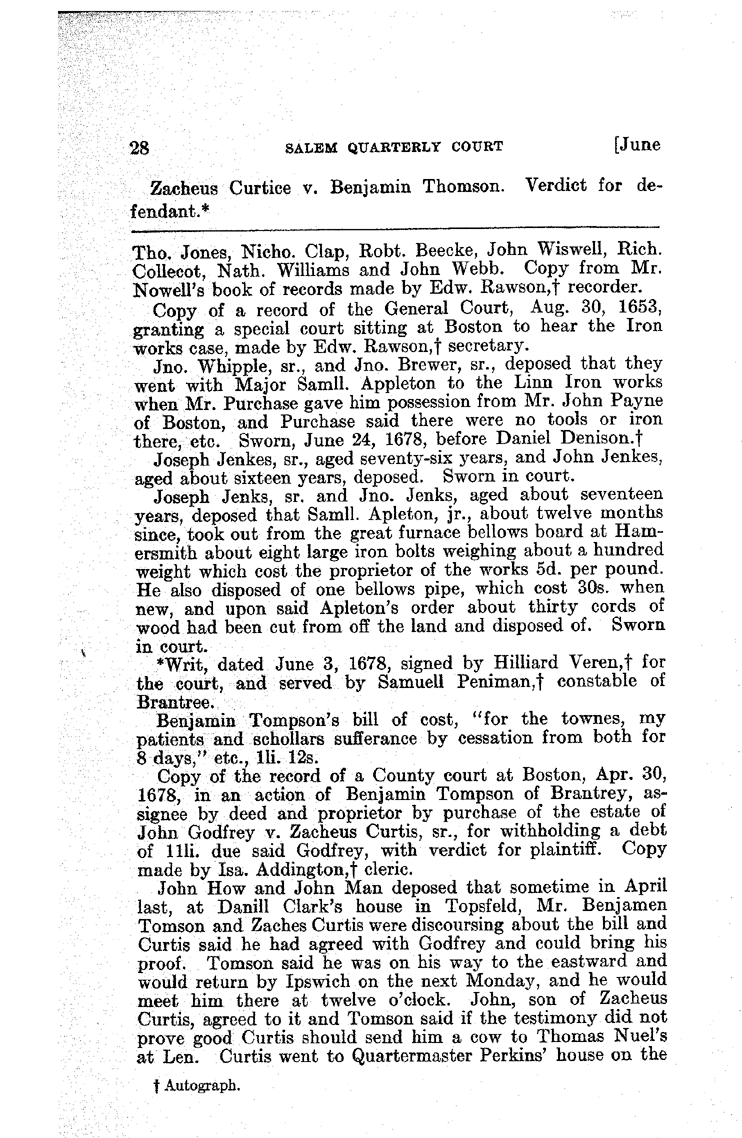 28 SALEM QUARTERLY COURT [June
Zacheus Curtice v. Benjamin Thomson. Verdict for de-
fendant.*
Tho. Jones, Nicho. Clap, Robt. Beecke, John Wiswell, Rich.
Collecot, Nath. Williams and John Webb. Copy from Mr.
Nowell's book of records made by Edw. Rawson,† recorder.
Copy of a record of the General Court, Aug. 30, 1653,
granting a special court sitting at Boston to hear the Iron
works case, made by Edw. Rawson,† secretary.
Jno. Whipple, sr., and Jno. Brewer, sr., deposed that they
went with Major Samll. Appleton to the Linn Iron works
when Mr. Purchase gave him possession from Mr. John Payne
of Boston, and Purchase said there were no tools or iron
there, etc. Sworn, June 24, 1678, before Daniel Denison.†
Joseph Jenkes, sr., aged seventy-six years, and John Jenkes,
aged about sixteen years, deposed. Sworn in court.
Joseph Jenks, sr. and Jno. Jenks, aged about seventeen
years, deposed that Samll. Apleton, jr., about twelve months
since, took out from the great furnace bellows board at Ham-
ersmith about eight large iron bolts weighing about a hundred
weight which cost the proprietor of the works 5d. per pound.
He also disposed of one bellows pipe, which cost 30s. when
new, and upon said Apleton's order about thirty cords of
wood had been cut from off the land and disposed of. Sworn
in court.
*Writ, dated June 3, 1678, signed by Hilliard Veren,† for
the court, and served by Samuell Peniman,† constable of
Brantree.
Benjamin Tompson's bill of cost, "for the townes, my
patients and schollars sufferance by cessation from both for
8 days," etc., 1li. 12s.
Copy of the record of a County court at Boston, Apr. 30,
1678, in an action of Benjamin Tompson of Brantrey, as-
signee by deed and proprietor by purchase of the estate of
John Godfrey v. Zacheus Curtis, sr., for withholding a debt
of 11li. due said Godfrey, with verdict for plaintiff. Copy
made by Isa. Addington,† cleric.
John How and John Man deposed that sometime in April
last, at Danill Clark's house in Topsfeld, Mr. Benjamen
Tomson and Zaches Curtis were discoursing about the bill and
Curtis said he had agreed with Godfrey and could bring his
proof. Tomson said he was on his way to the eastward and
would return by Ipswich on the next Monday, and he would
meet him there at twelve o'clock. John, son of Zacheus
Curtis, agreed to it and Tomson said if the testimony did not
prove good Curtis should send him a cow to Thomas Nuel's
at Len. Curtis went to Quartermaster Perkins' house on the
† Autograph.